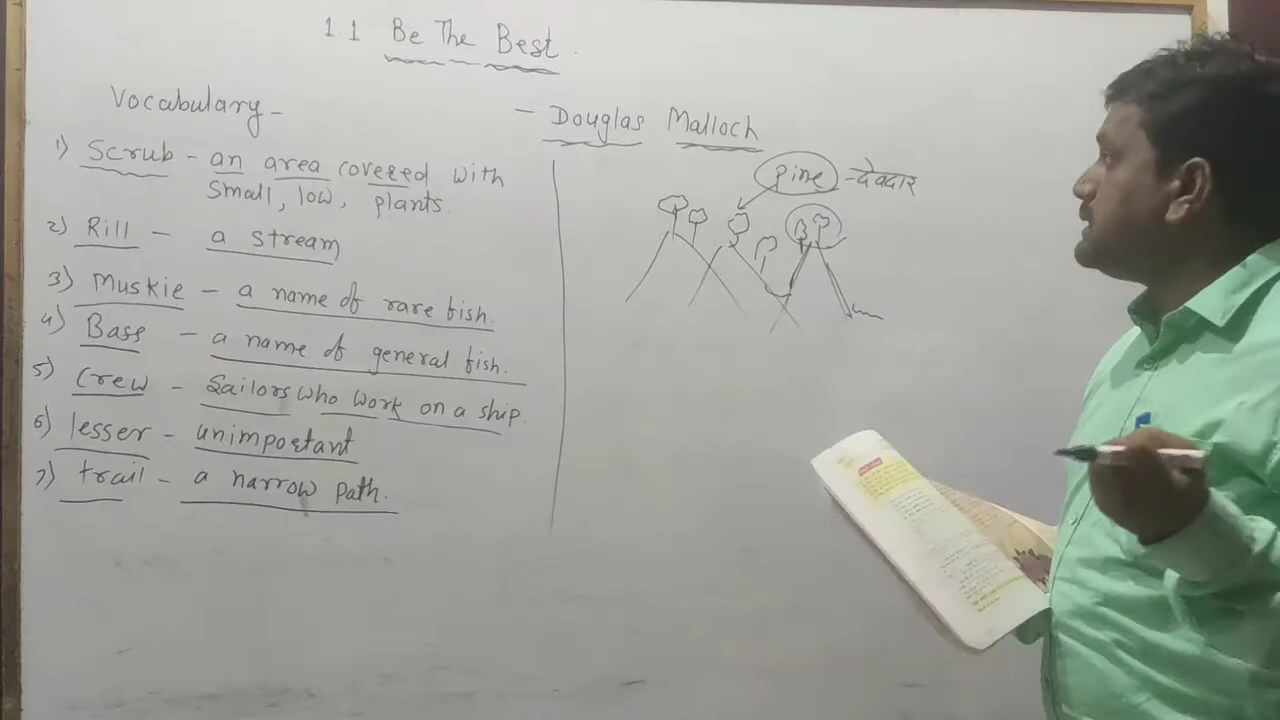 1.1 Be The Best.
Vocabulary -
- Douglas Malloch
1) Scrub - an area covered with
small, low, plants.
2) Rill - a stream
3) Muskie - a name of rare fish.
4) Bass - a name of general fish.
5) Crew - Sailors who work on a ship.
6) lesser - unimportant
7) trail - a narrow path.
pine - देवदार